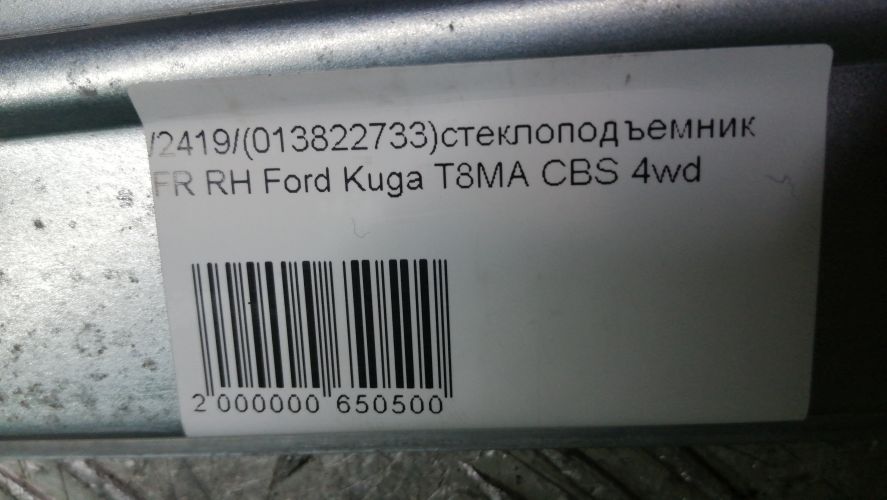 /2419/(013822733)стеклоподъемник
FR RH Ford Kuga T8MA CBS 4wd
2 000000 650500